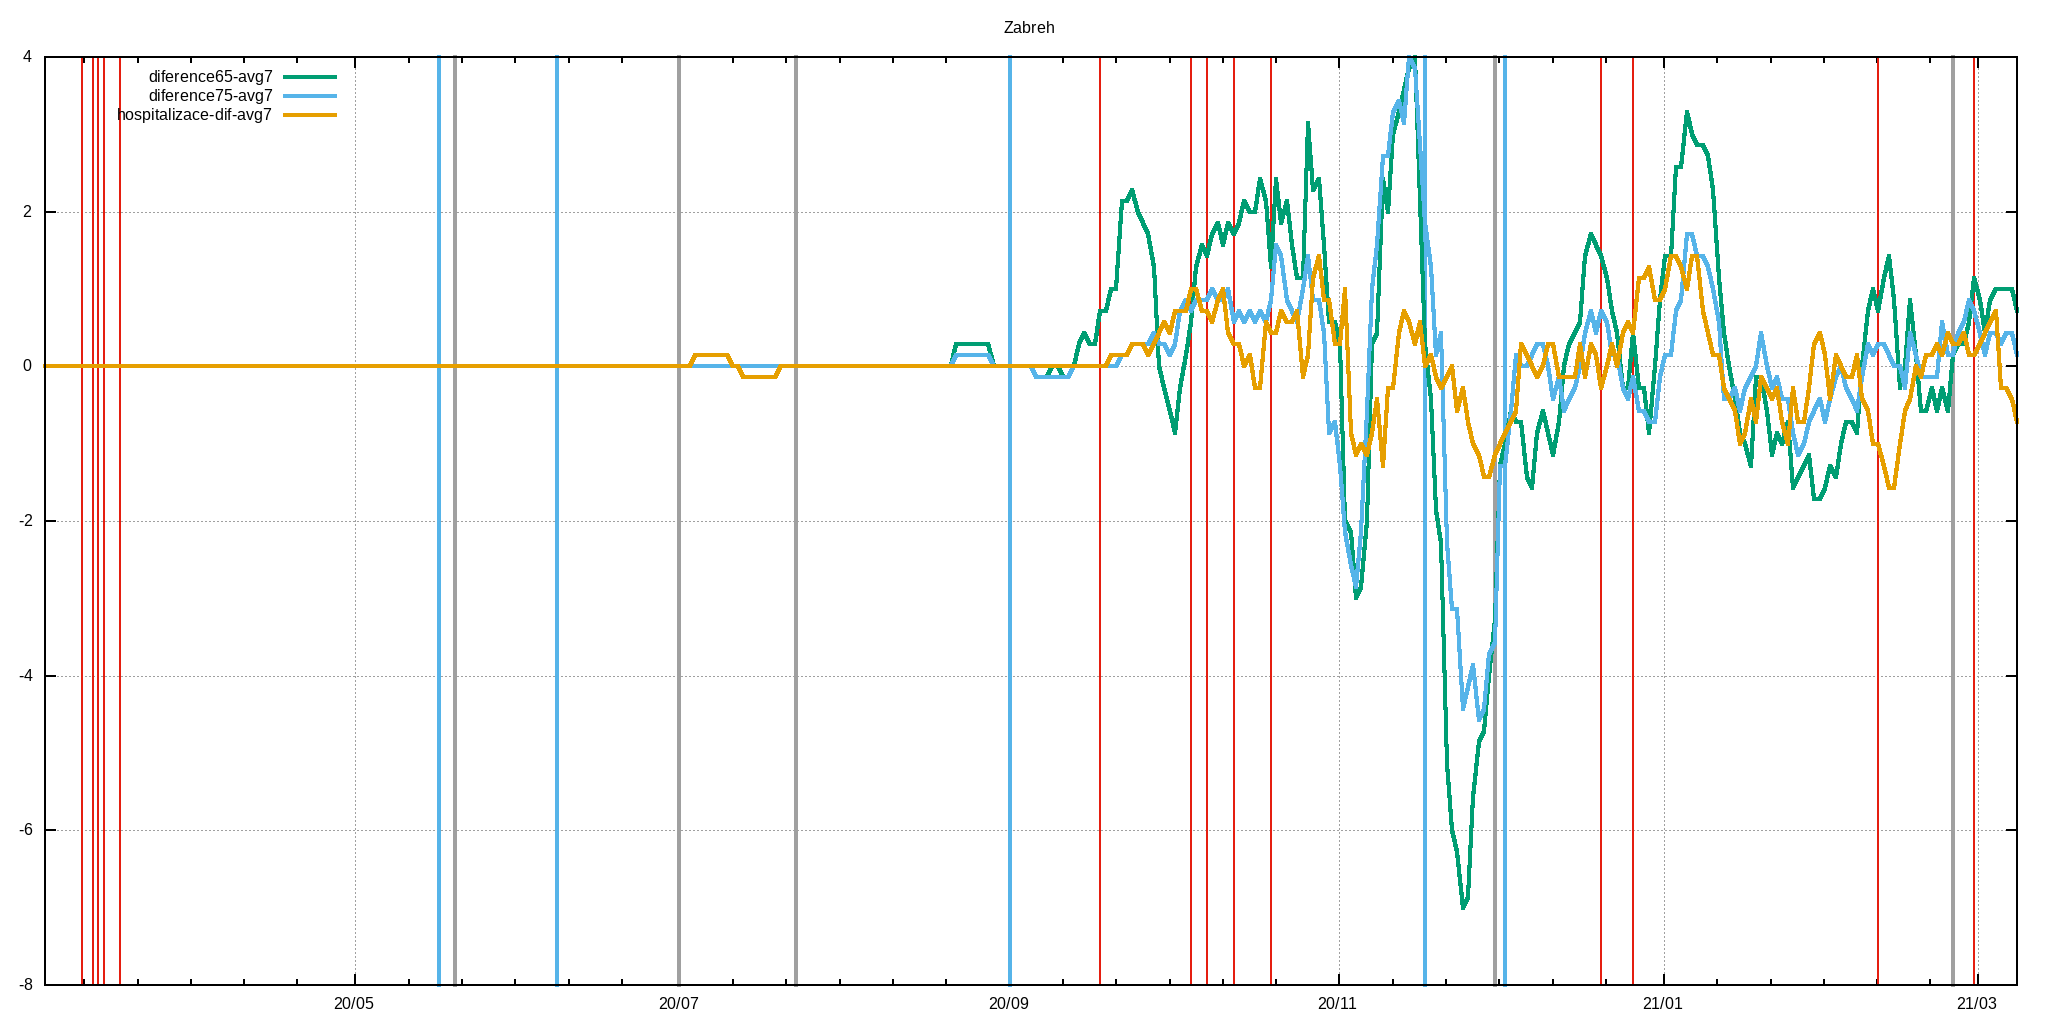 Zabreh
diference65-avg7
diference75-avg7
hospitalizace-dif-avg7
4
2
0
-2
-4
-6
-8
20/05 20/07 20/09 20/11 21/01 21/03